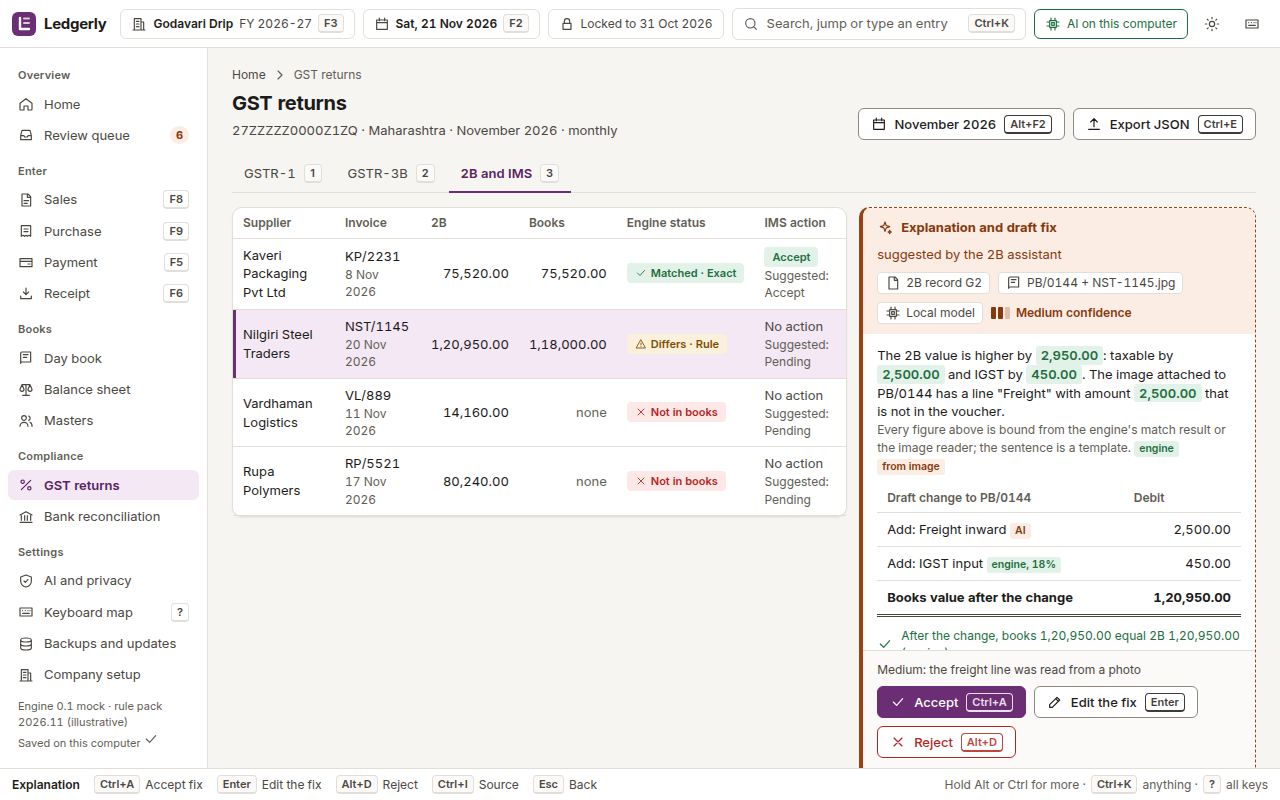 Ledgerly
Godavari Drip FY 2026-27 F3
Sat, 21 Nov 2026 F2
Locked to 31 Oct 2026
Search, jump or type an entry Ctrl+K
AI on this computer
Overview
Home
Review queue 6
Enter
Sales F8
Purchase F9
Payment F5
Receipt F6
Books
Day book
Balance sheet
Masters
Compliance
GST returns
Bank reconciliation
Settings
AI and privacy
Keyboard map ?
Backups and updates
Company setup
Engine 0.1 mock · rule pack
2026.11 (illustrative)
Saved on this computer
Home > GST returns
GST returns
27ZZZZZ0000Z1ZQ · Maharashtra · November 2026 · monthly
November 2026 Alt+F2
Export JSON Ctrl+E
GSTR-1 1
GSTR-3B 2
2B and IMS 3
Supplier Invoice 2B Books Engine status IMS action
Kaveri Packaging Pvt Ltd KP/2231 8 Nov 2026 75,520.00 75,520.00 Matched · Exact Accept Suggested: Accept
Nilgiri Steel Traders NST/1145 20 Nov 2026 1,20,950.00 1,18,000.00 Differs · Rule No action Suggested: Pending
Vardhaman Logistics VL/889 11 Nov 2026 14,160.00 none Not in books No action Suggested: Pending
Rupa Polymers RP/5521 17 Nov 2026 80,240.00 none Not in books No action Suggested: Pending
Explanation and draft fix
suggested by the 2B assistant
2B record G2
PB/0144 + NST-1145.jpg
Local model
Medium confidence
The 2B value is higher by 2,950.00 : taxable by
2,500.00 and IGST by 450.00 . The image attached to
PB/0144 has a line "Freight" with amount 2,500.00 that
is not in the voucher.
Every figure above is bound from the engine's match result or
the image reader; the sentence is a template. engine
from image
Draft change to PB/0144 Debit
Add: Freight inward AI 2,500.00
Add: IGST input engine, 18% 450.00
Books value after the change 1,20,950.00
After the change, books 1,20,950.00 equal 2B 1,20,950.00
Medium: the freight line was read from a photo
Accept Ctrl+A
Edit the fix Enter
Reject Alt+D
Explanation Ctrl+A Accept fix Enter Edit the fix Alt+D Reject Ctrl+I Source Esc Back
Hold Alt or Ctrl for more · Ctrl+K anything · ? all keys